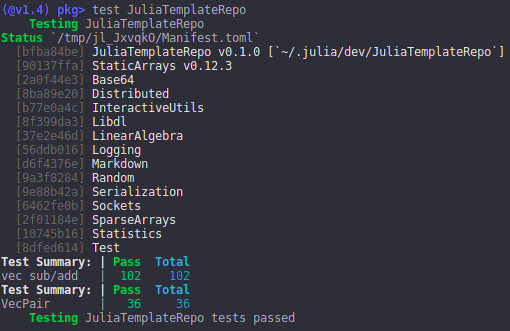 (@v1.4) pkg> test JuliaTemplateRepo
Testing JuliaTemplateRepo
Status `/tmp/jl_JxvqkO/Manifest.toml`
[bfba84be] JuliaTemplateRepo v0.1.0 [`~/.julia/dev/JuliaTemplateRepo`]
[90137ffa] StaticArrays v0.12.3
[2a0f44e3] Base64
[8ba89e20] Distributed
[b77e0a4c] InteractiveUtils
[8f399da3] Libdl
[37e2e46d] LinearAlgebra
[56ddb016] Logging
[d6f4376e] Markdown
[9a3f8284] Random
[9e88b42a] Serialization
[6462fe0b] Sockets
[2f01184e] SparseArrays
[10745b16] Statistics
[8dfed614] Test
Test Summary: | Pass  Total
vec sub/add   |  102    102
Test Summary: | Pass  Total
VecPair       |   36     36
Testing JuliaTemplateRepo tests passed